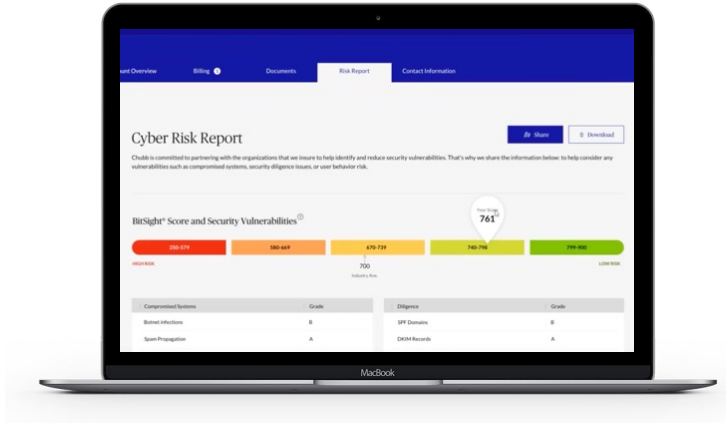 unt Overview
Billing 1
Documents
Risk Report
Contact Information
Cyber Risk Report
Share
Download
Chubb is committed to partnering with the organizations that we insure to help identify and reduce security vulnerabilities. That's why we share the information below: to help consider any
vulnerabilities such as compromised systems, security diligence issues, or user behavior risk.
BitSight® Score and Security Vulnerabilities
Your Score
761
250-579
580-669
670-739
740-798
799-900
HIGH RISK
LOW RISK
700
Industry Ave
Compromised Systems
Grade
Diligence
Grade
Botnet Infections
B
SPF Domains
B
Spam Propagation
A
DKIM Records
A
MacBook